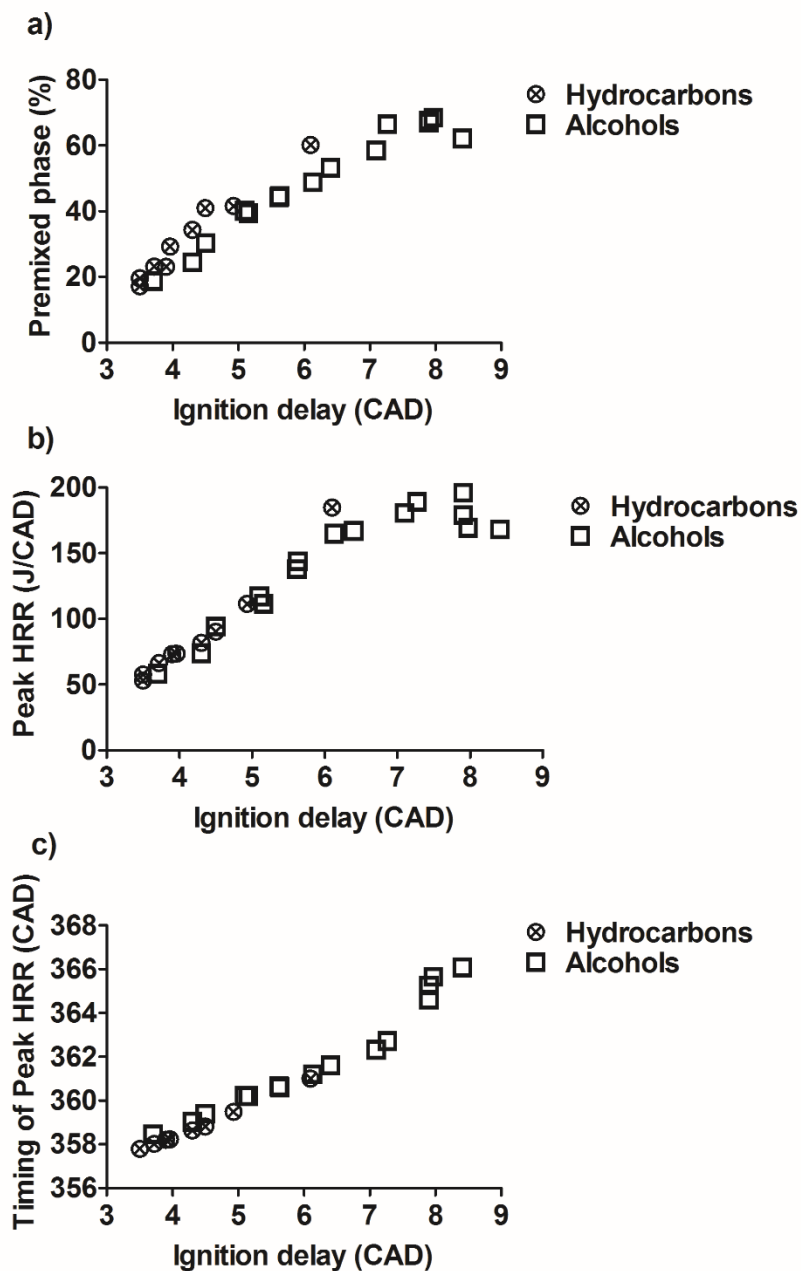 a)
Premixed phase (%)
80
60
40
20
0
3 4 5 6 7 8 9
Ignition delay (CAD)
Hydrocarbons
Alcohols
b)
Peak HRR (J/CAD)
200
150
100
50
0
3 4 5 6 7 8 9
Ignition delay (CAD)
Hydrocarbons
Alcohols
c)
Timing of Peak HRR (CAD)
368
366
364
362
360
358
356
3 4 5 6 7 8 9
Ignition delay (CAD)
Hydrocarbons
Alcohols